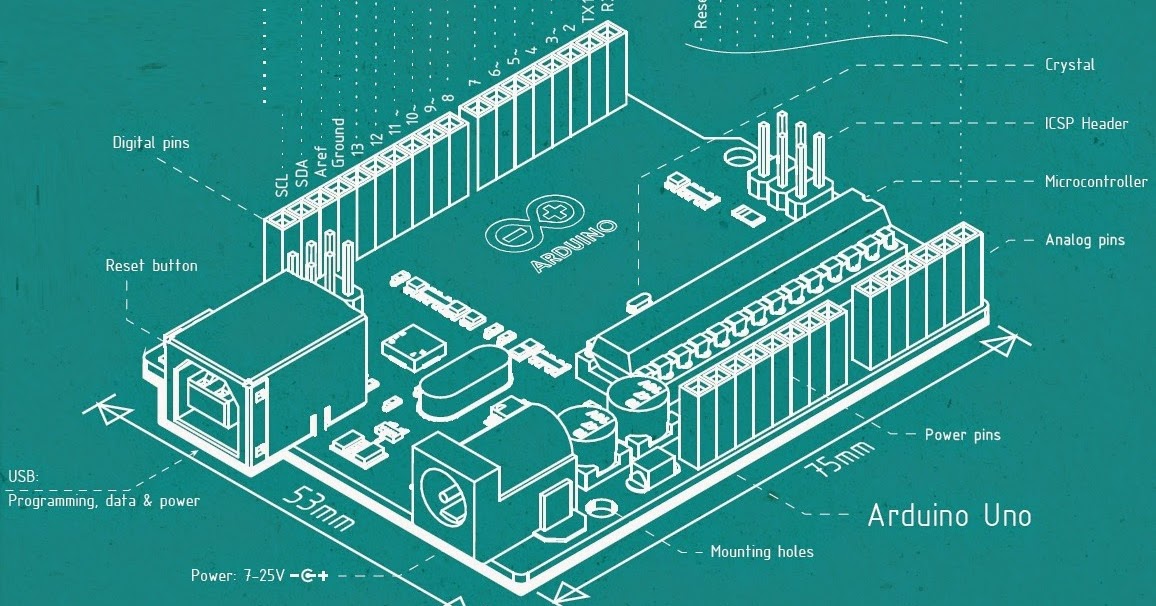 Rese
TX1
R
2
3~
4
5~
6~
7
8
9~
10~
11~
12
13
Ground
Aref
SDA
SCL
Crystal
ICSP Header
Microcontroller
Analog pins
Digital pins
Reset button
ARDUINO
Power pins
75mm
Arduino Uno
USB:
Programming, data & power
53mm
Mounting holes
Power: 7-25V